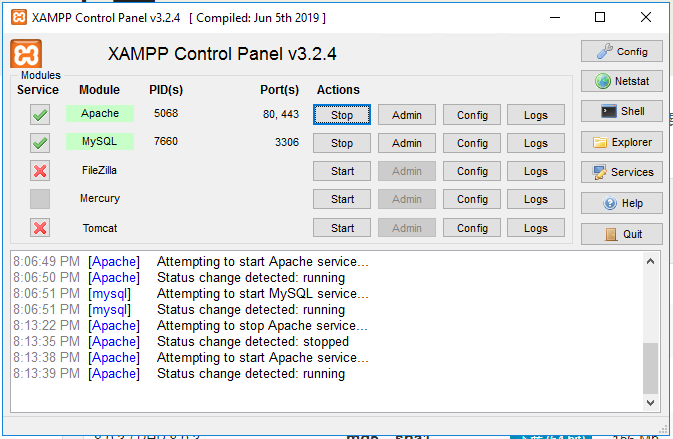 XAMPP Control Panel v3.2.4 [ Compiled: Jun 5th 2019 ]
XAMPP Control Panel v3.2.4
Config
Modules
Service Module PID(s) Port(s) Actions
Netstat
Apache 5068 80, 443 Stop Admin Config Logs
Shell
MySQL 7660 3306 Stop Admin Config Logs
Explorer
FileZilla Start Admin Config Logs
Services
Mercury Start Admin Config Logs
Help
Tomcat Start Admin Config Logs
Quit
8:06:49 PM [Apache] Attempting to start Apache service...
8:06:50 PM [Apache] Status change detected: running
8:06:51 PM [mysql] Attempting to start MySQL service...
8:06:51 PM [mysql] Status change detected: running
8:13:22 PM [Apache] Attempting to stop Apache service...
8:13:35 PM [Apache] Status change detected: stopped
8:13:38 PM [Apache] Attempting to start Apache service...
8:13:39 PM [Apache] Status change detected: running